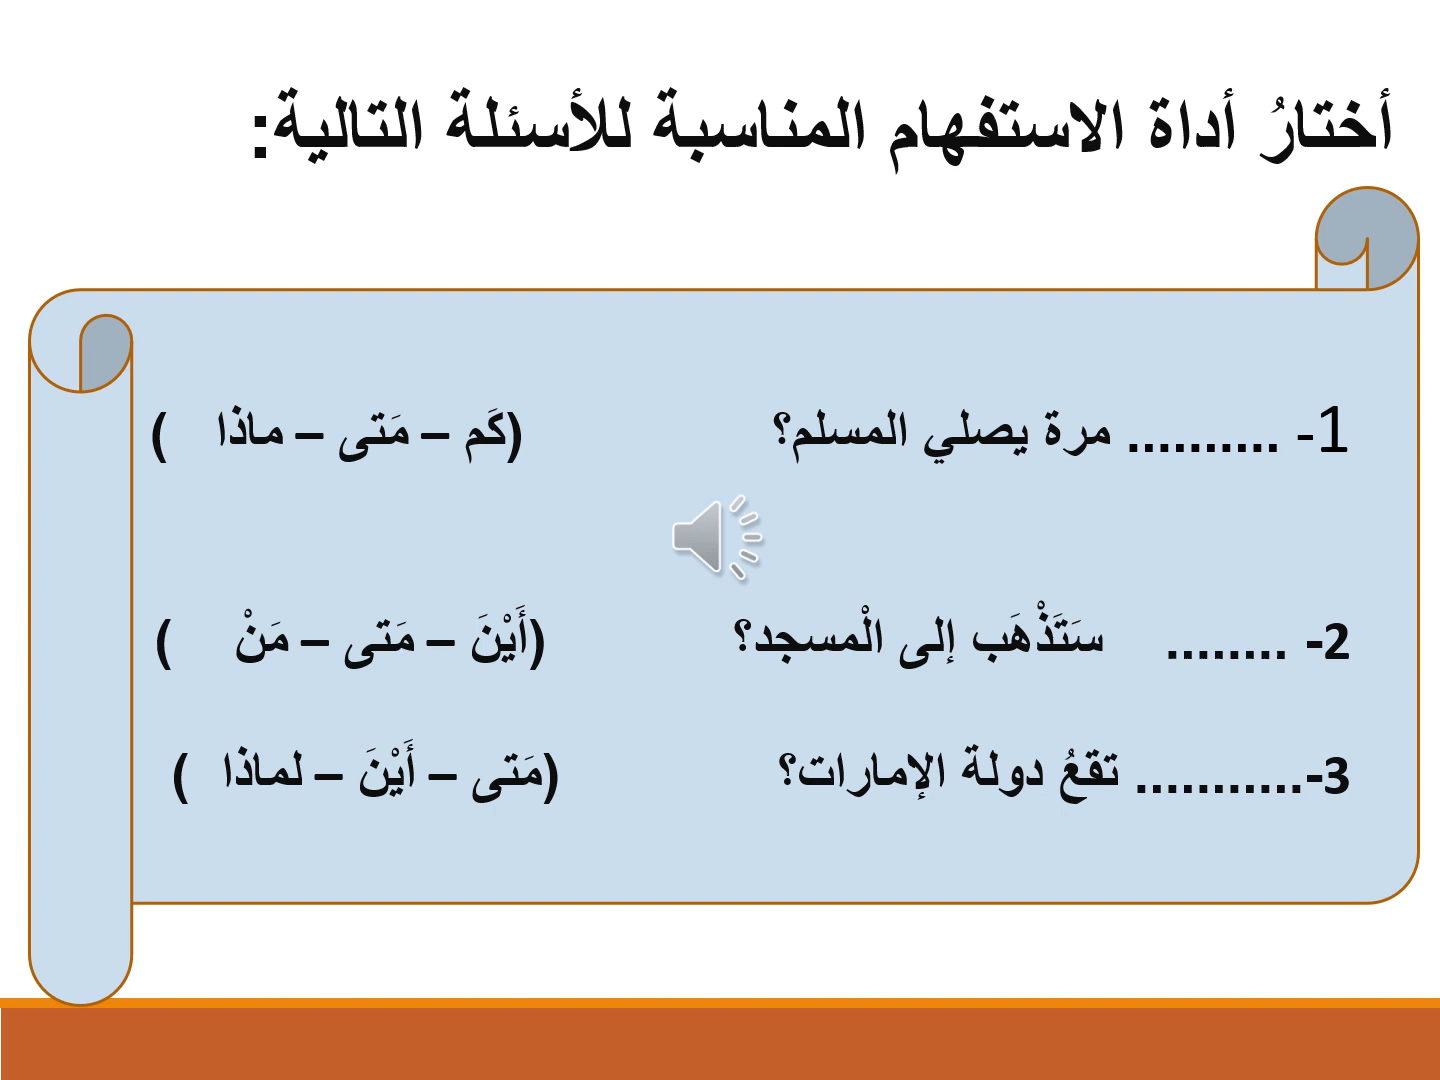 أختارُ أداة الاستفهام المناسبة للأسئلة التالية:
1- .......... مرة يصلي المسلم؟ (كَم – مَتى – ماذا )
2- ........ سَتَذْهَب إلى الْمسجد؟ (أَيْنَ – مَتى – مَنْ )
3-........... تقعُ دولة الإمارات؟ (مَتى – أَيْنَ – لماذا )